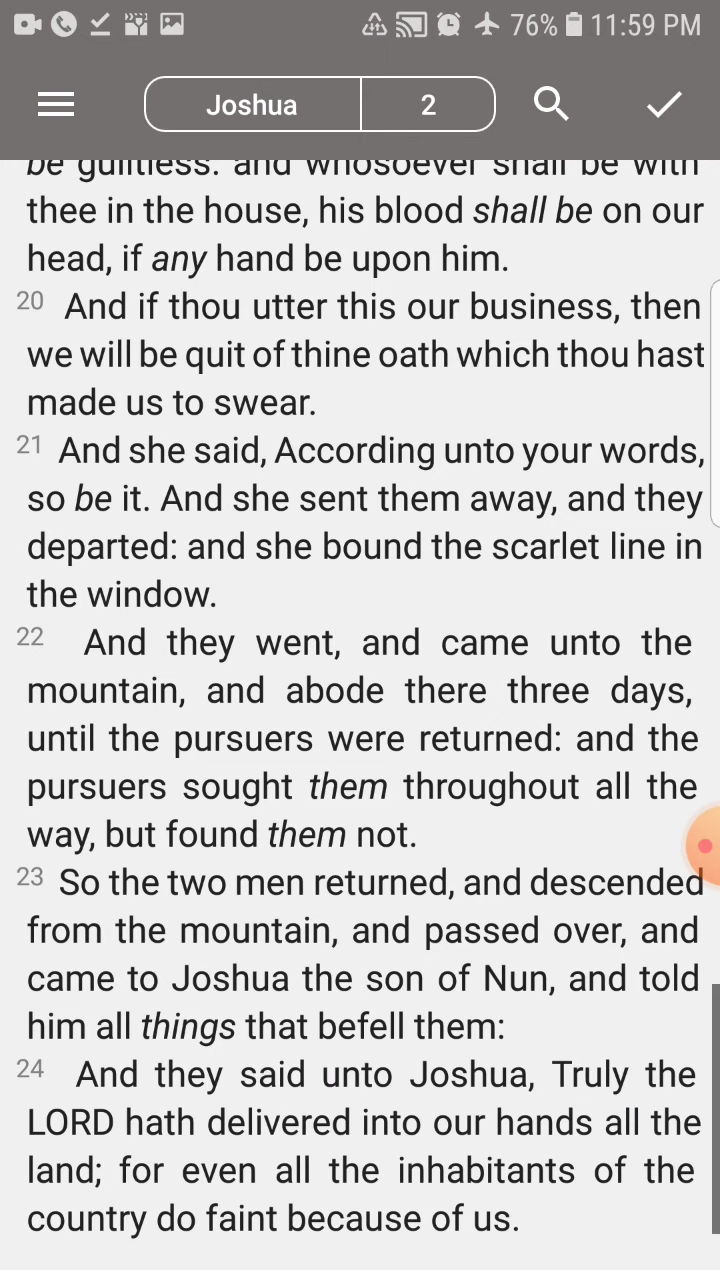 76% 11:59 PM
Joshua 2
be guiltless: and whosoever shall be with
thee in the house, his blood shall be on our
head, if any hand be upon him.
20 And if thou utter this our business, then
we will be quit of thine oath which thou hast
made us to swear.
21 And she said, According unto your words,
so be it. And she sent them away, and they
departed: and she bound the scarlet line in
the window.
22 And they went, and came unto the
mountain, and abode there three days,
until the pursuers were returned: and the
pursuers sought them throughout all the
way, but found them not.
23 So the two men returned, and descended
from the mountain, and passed over, and
came to Joshua the son of Nun, and told
him all things that befell them:
24 And they said unto Joshua, Truly the
LORD hath delivered into our hands all the
land; for even all the inhabitants of the
country do faint because of us.